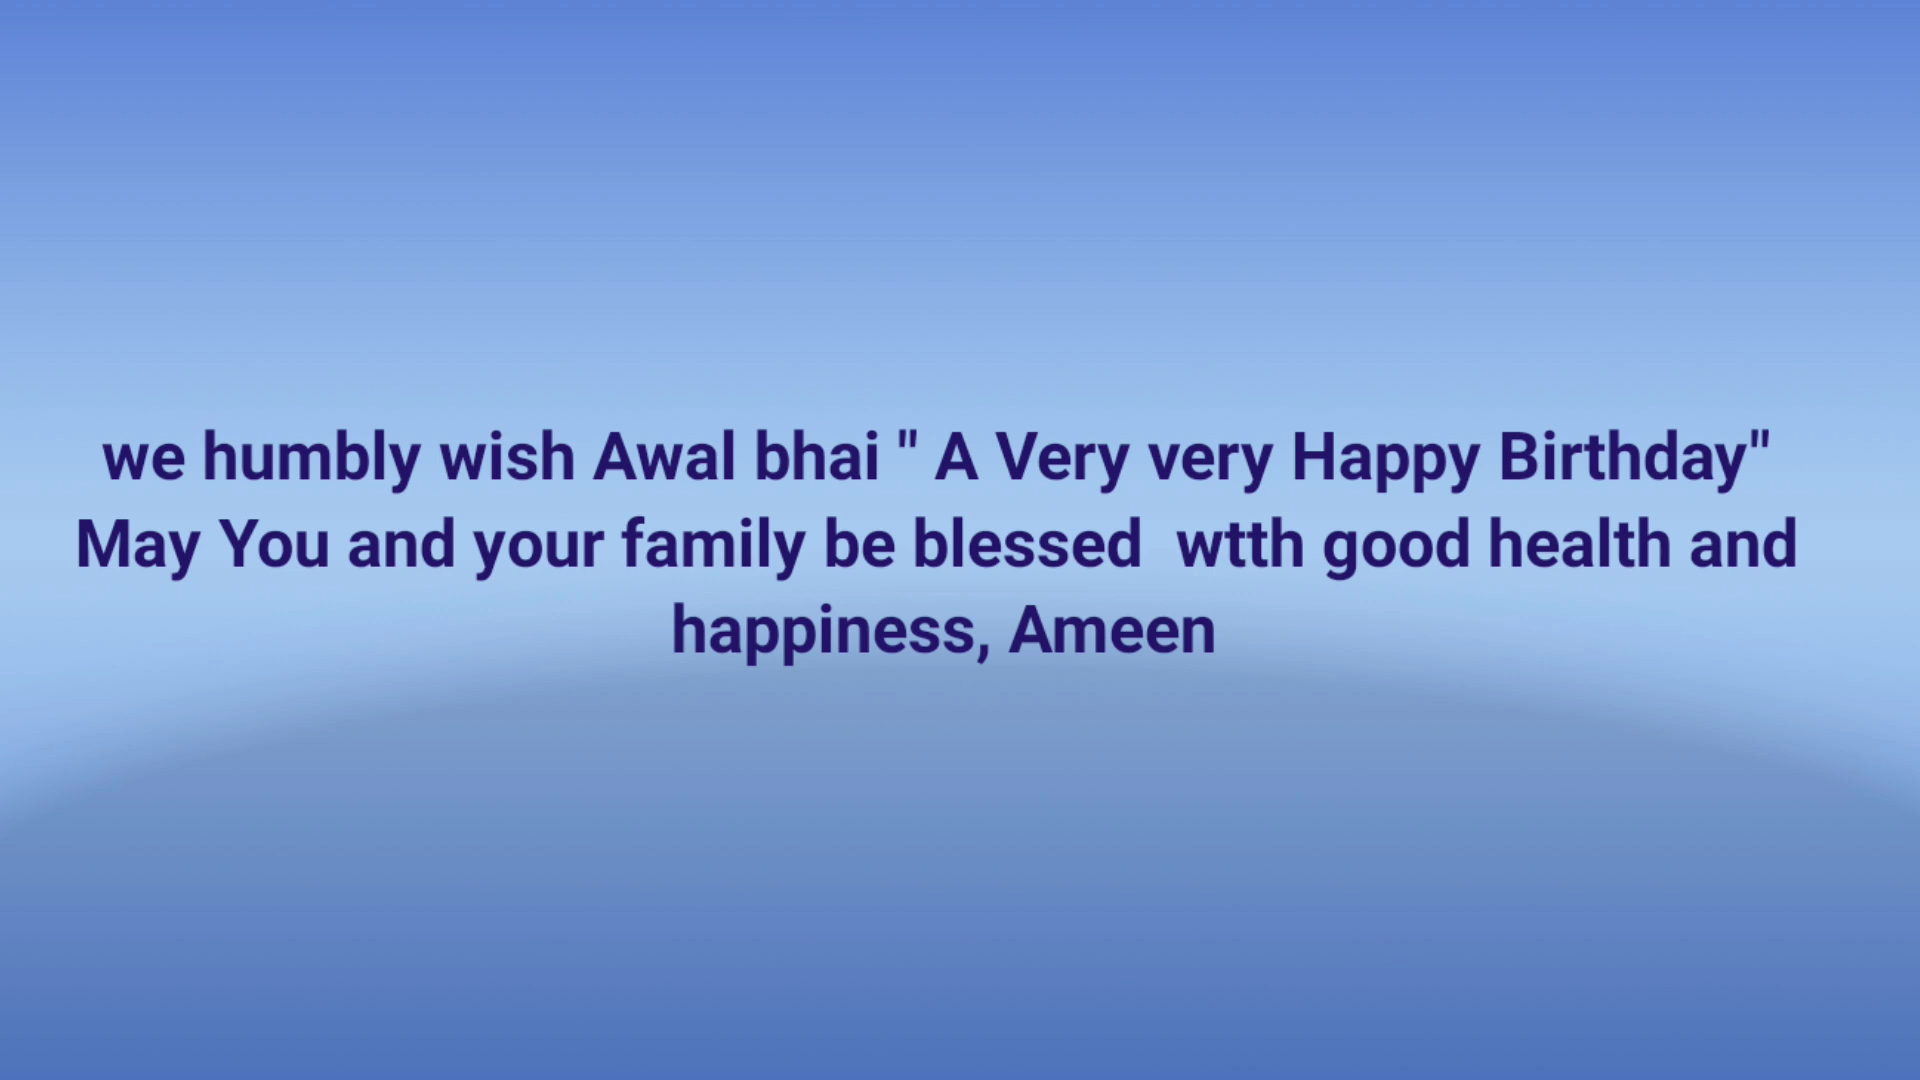 we humbly wish Awal bhai " A Very very Happy Birthday"
May You and your family be blessed  wtth good health and
happiness, Ameen